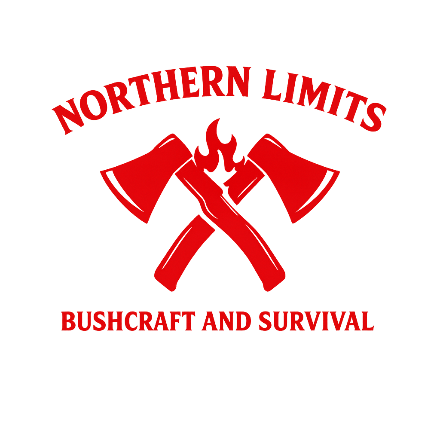 NORTHERN LIMITS
BUSHCRAFT AND SURVIVAL